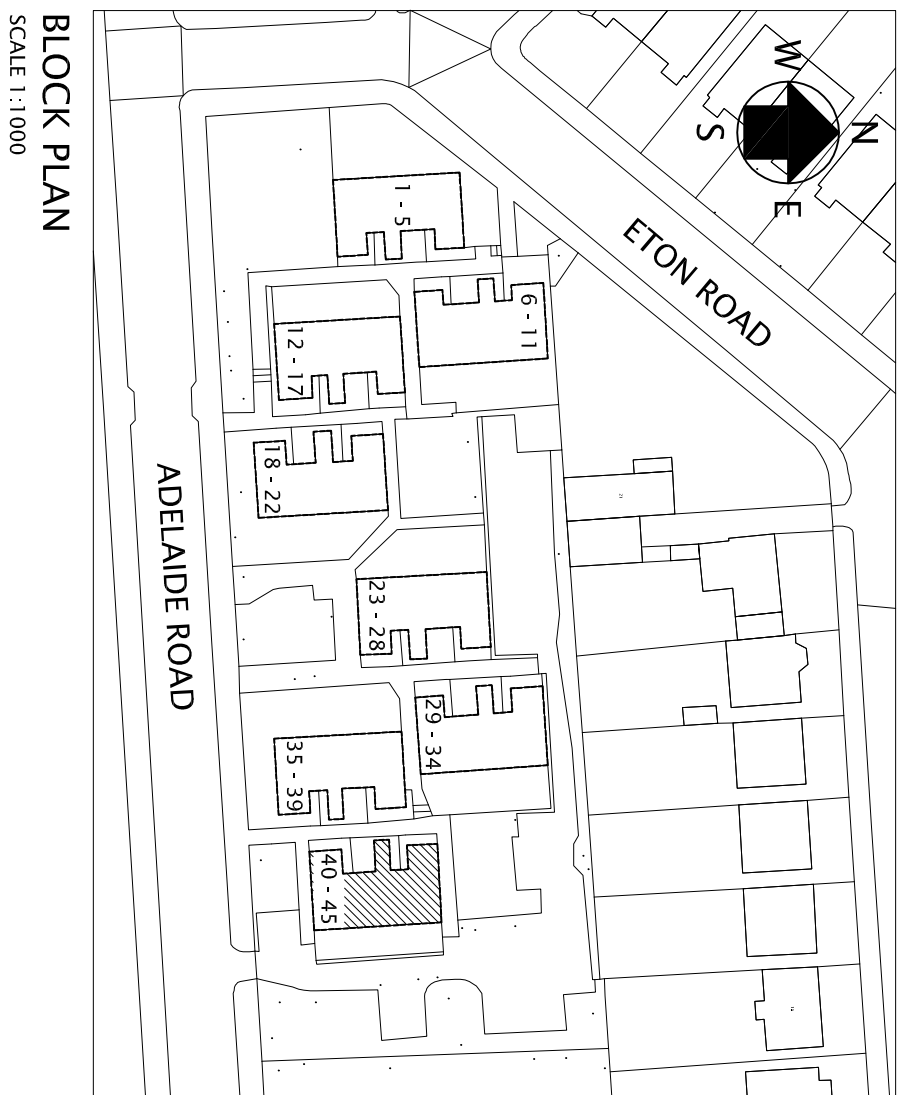 BLOCK PLAN
SCALE 1:1000
N
W
E
S
ETON ROAD
ADELAIDE ROAD
1 - 5
6 - 11
12 - 17
18 - 22
23 - 28
29 - 34
35 - 39
40 - 45